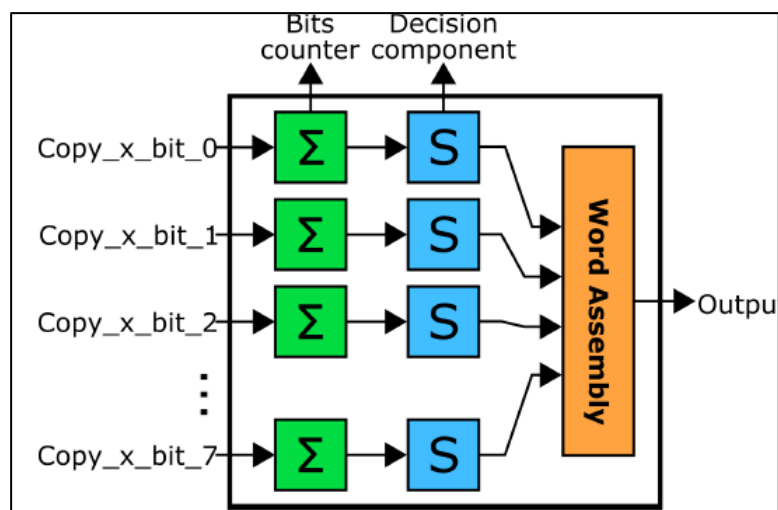 Bits
counter
Decision
component
Copy_x_bit_0
Σ
S
Copy_x_bit_1
Σ
S
Copy_x_bit_2
Σ
S
...
Copy_x_bit_7
Σ
S
Word Assembly
Output